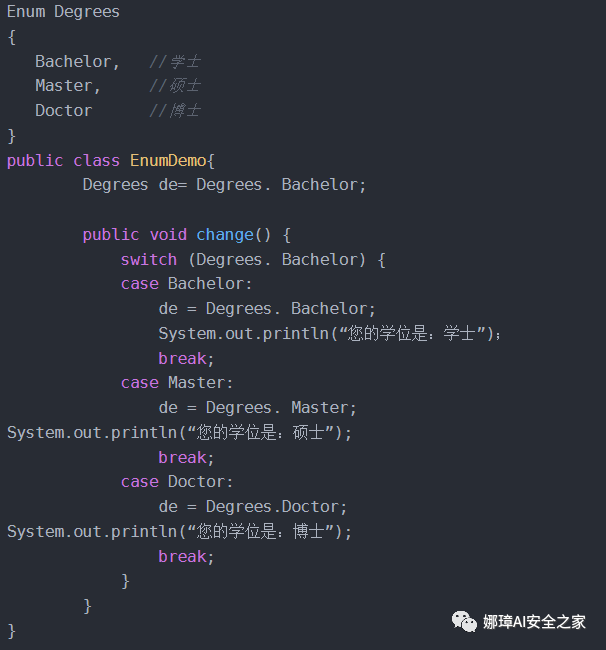 Enum Degrees
{
   Bachelor,   //学士
   Master,     //硕士
   Doctor      //博士
}
public class EnumDemo{
        Degrees de= Degrees. Bachelor;

        public void change() {
            switch (Degrees. Bachelor) {
            case Bachelor:
                de = Degrees. Bachelor;
                System.out.println(“您的学位是：学士”)；
                break;
            case Master:
                de = Degrees. Master;
System.out.println(“您的学位是：硕士”);
                break;
            case Doctor:
                de = Degrees.Doctor;
System.out.println(“您的学位是：博士”);
                break;
            }
        }
}
娜璋AI安全之家